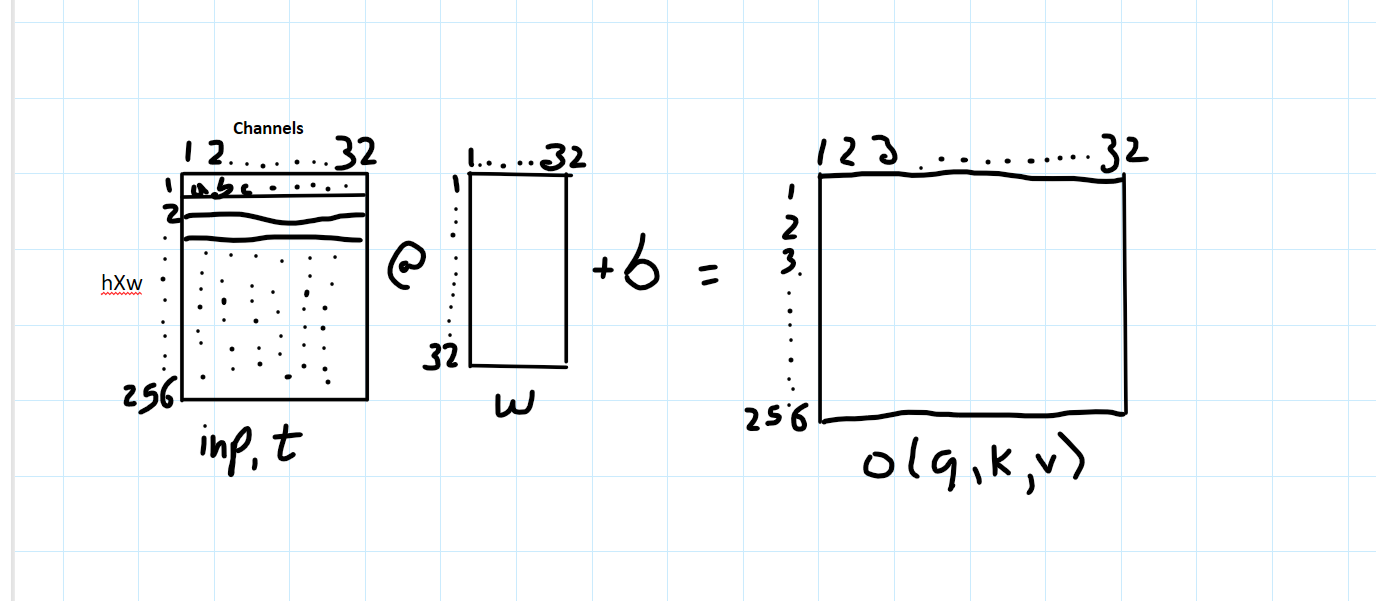 Channels
1 2 . . . . . . . 32
1 . . . . . 32
1 2 3 . . . . . . . . . 32
1 a, b c . . . . . .
1
1
2
2
3
hXw
@
+ b =
32
256
256
w
inp, t
o(q, k, v)